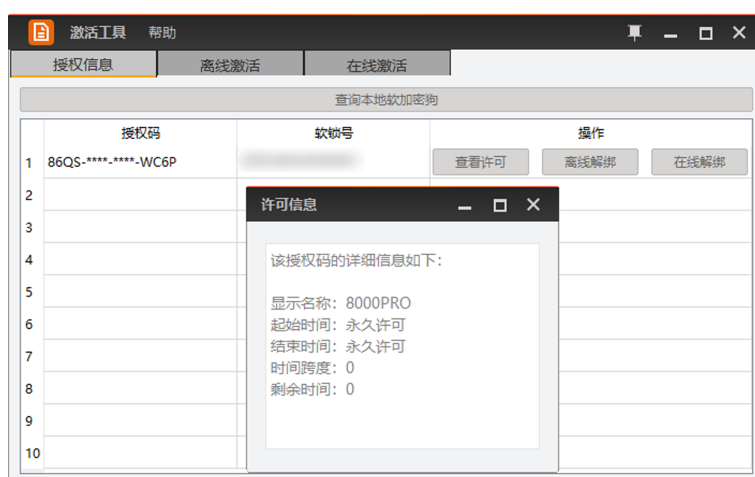 激活工具 帮助
授权信息 离线激活 在线激活
查询本地软加密狗
授权码 软锁号 操作
1 86QS-****-****-WC6P 查看许可 离线解绑 在线解绑
2
3
4
5
6
7
8
9
10
许可信息
该授权码的详细信息如下：
显示名称：8000PRO
起始时间：永久许可
结束时间：永久许可
时间跨度：0
剩余时间：0